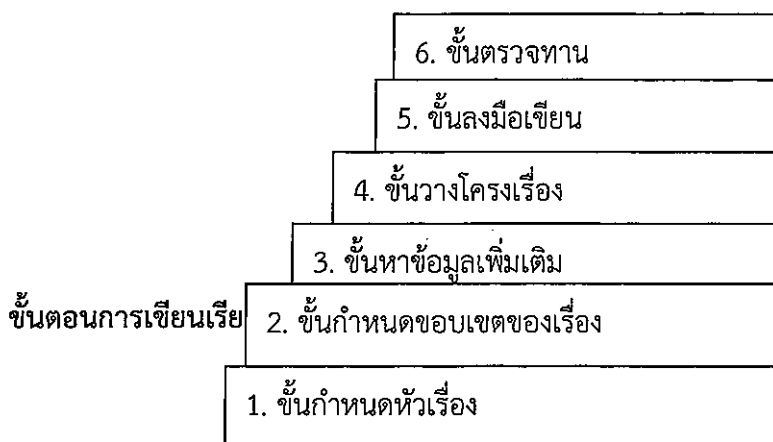 6. ขั้นตรวจทาน
5. ขั้นลงมือเขียน
4. ขั้นวางโครงเรื่อง
3. ขั้นหาข้อมูลเพิ่มเติม
ขั้นตอนการเขียนเรีย
2. ขั้นกำหนดขอบเขตของเรื่อง
1. ขั้นกำหนดหัวเรื่อง